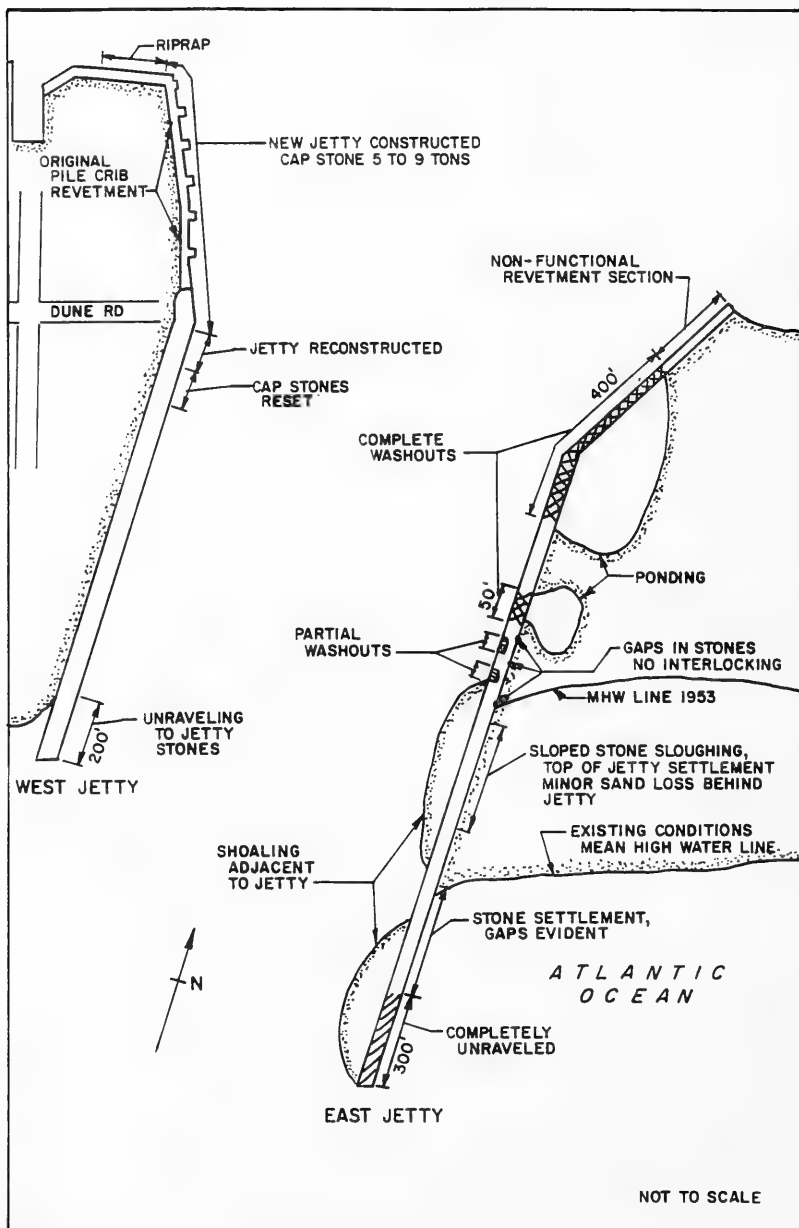 RIPRAP
NEW JETTY CONSTRUCTED
CAP STONE 5 TO 9 TONS
ORIGINAL
PILE CRIB
REVETMENT
NON-FUNCTIONAL
REVETMENT SECTION
DUNE RD
JETTY RECONSTRUCTED
CAP STONES
RESET
400'
COMPLETE
WASHOUTS
PONDING
50'
PARTIAL
WASHOUTS
GAPS IN STONES
NO INTERLOCKING
MHW LINE 1953
UNRAVELING
TO JETTY
STONES
200'
WEST JETTY
SLOPED STONE SLOUGHING,
TOP OF JETTY SETTLEMENT
MINOR SAND LOSS BEHIND
JETTY
EXISTING CONDITIONS
MEAN HIGH WATER LINE
SHOALING
ADJACENT
TO JETTY
STONE SETTLEMENT,
GAPS EVIDENT
N
ATLANTIC
OCEAN
COMPLETELY
UNRAVELED
300'
EAST JETTY
NOT TO SCALE